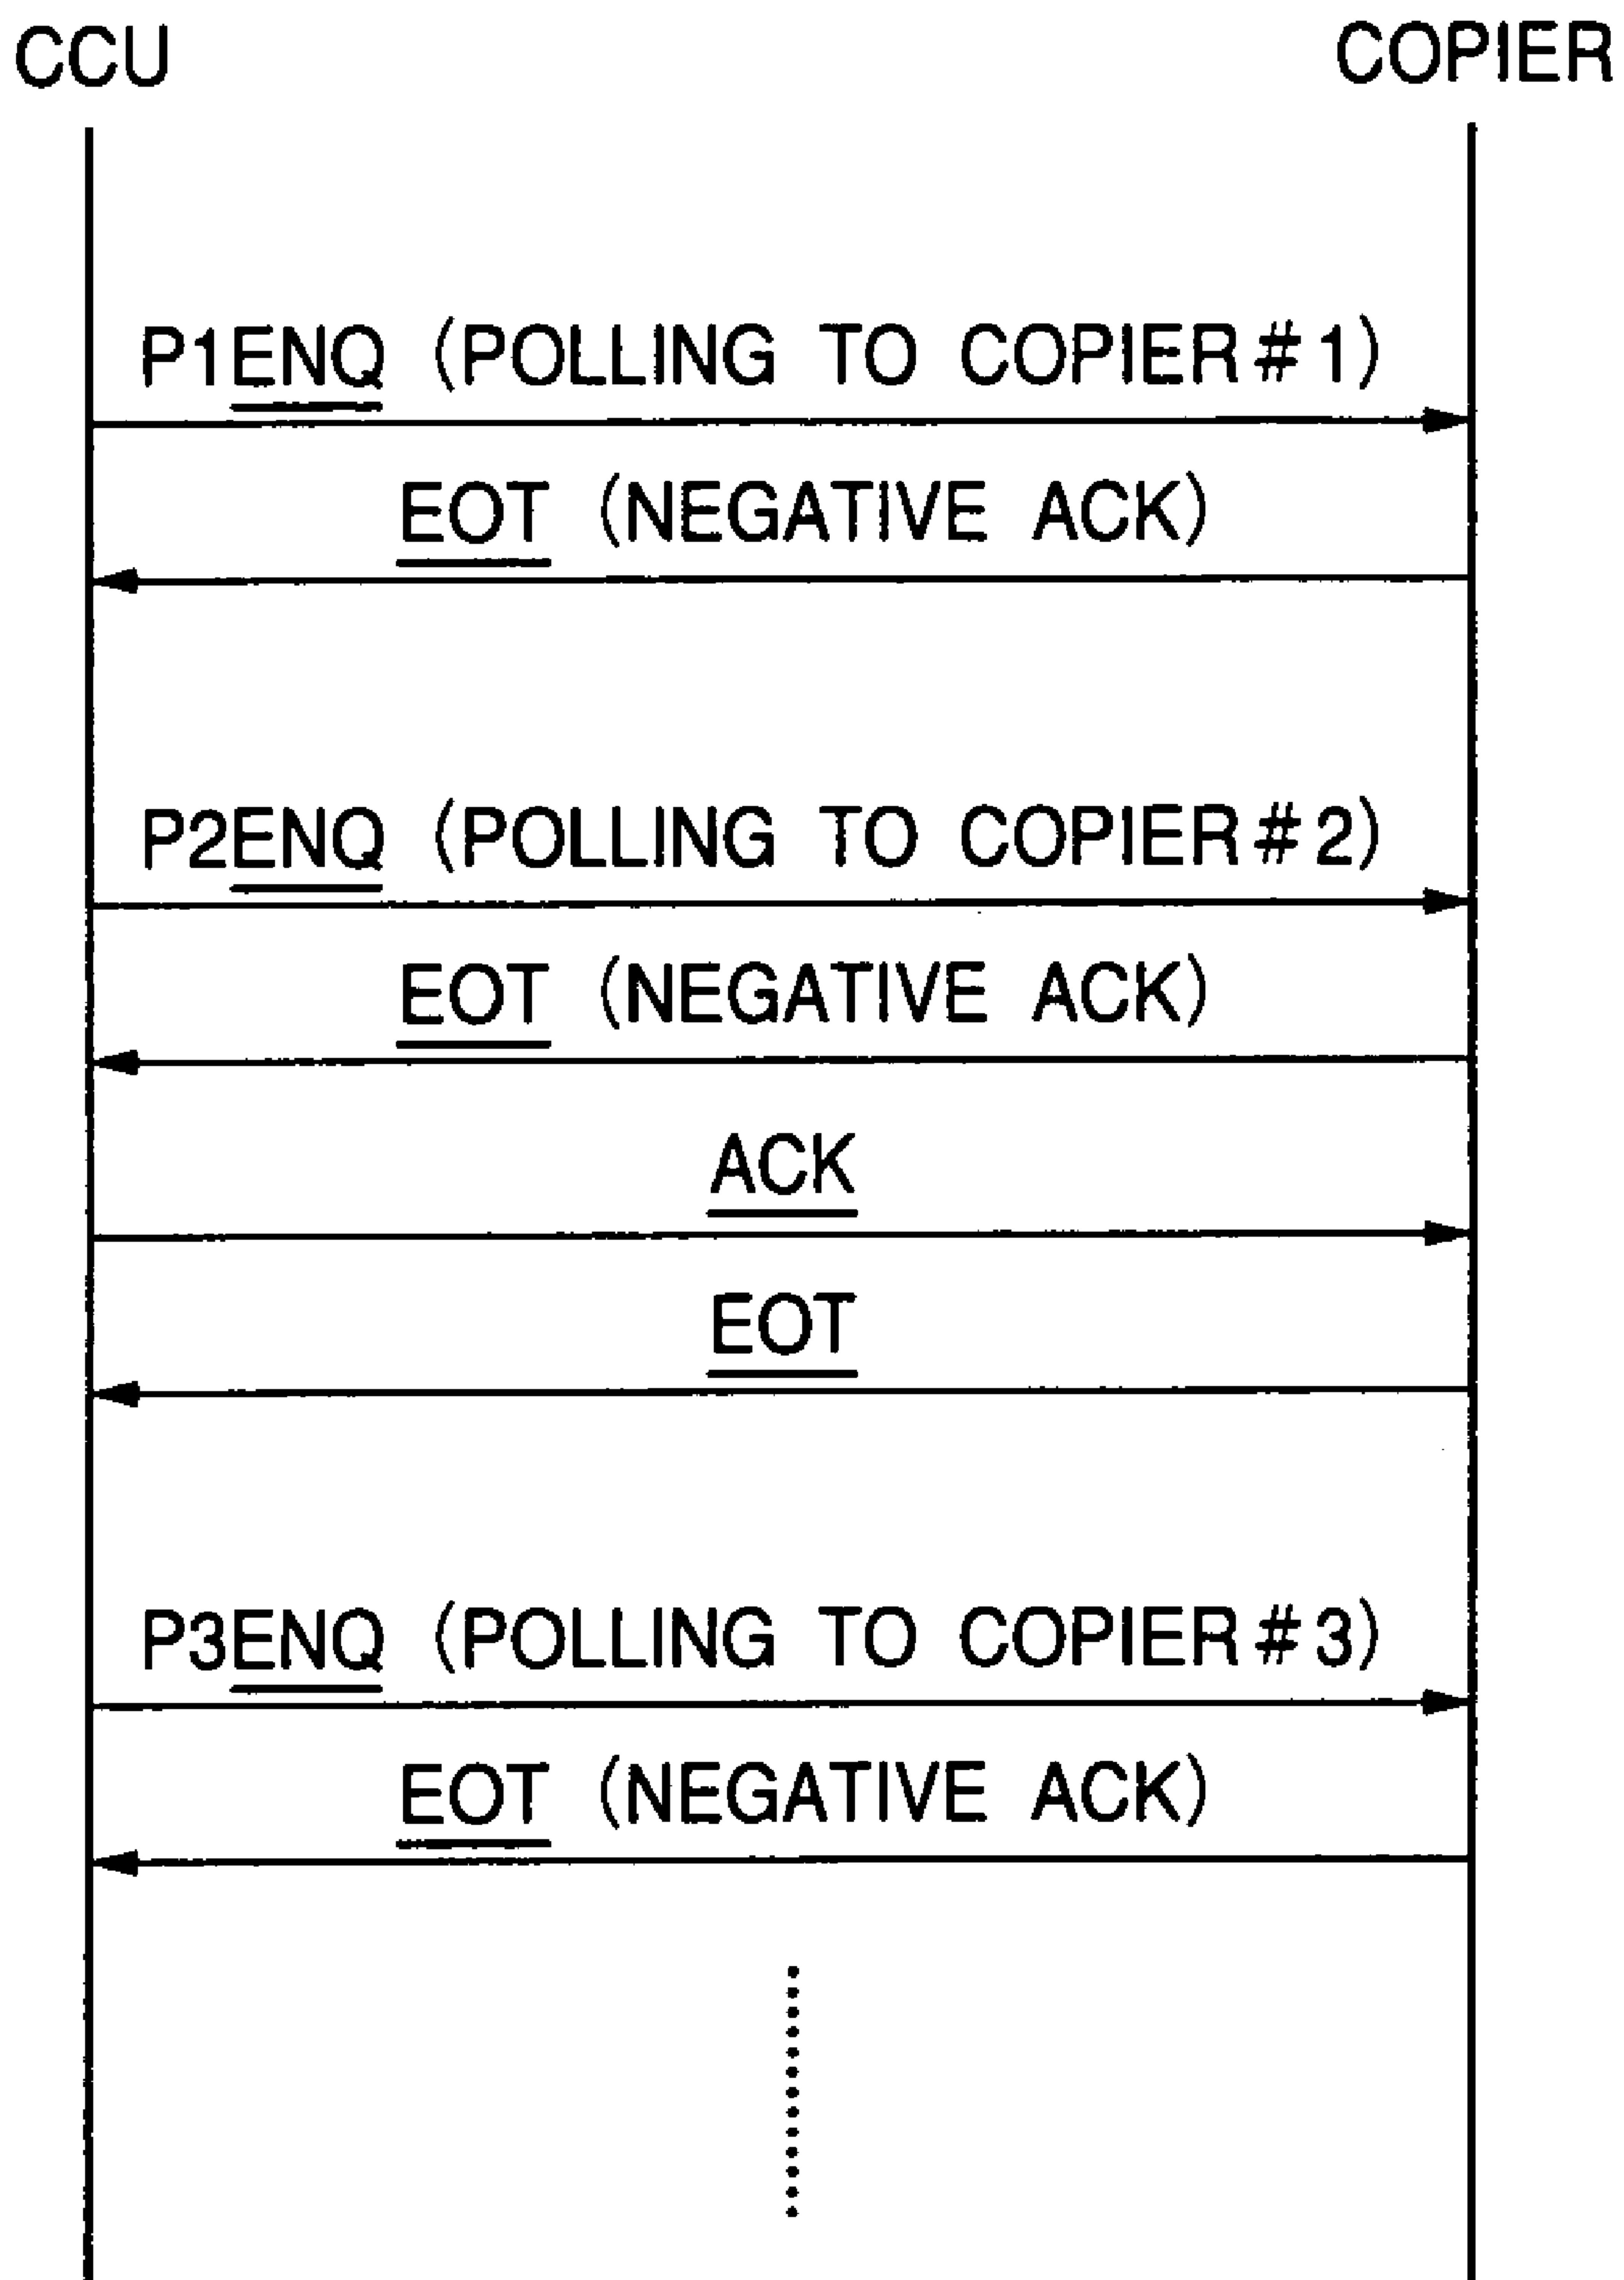 CCU COPIER
P1ENQ (POLLING TO COPIER#1)
EOT (NEGATIVE ACK)
P2ENQ (POLLING TO COPIER#2)
EOT (NEGATIVE ACK)
ACK
EOT
P3ENQ (POLLING TO COPIER#3)
EOT (NEGATIVE ACK)